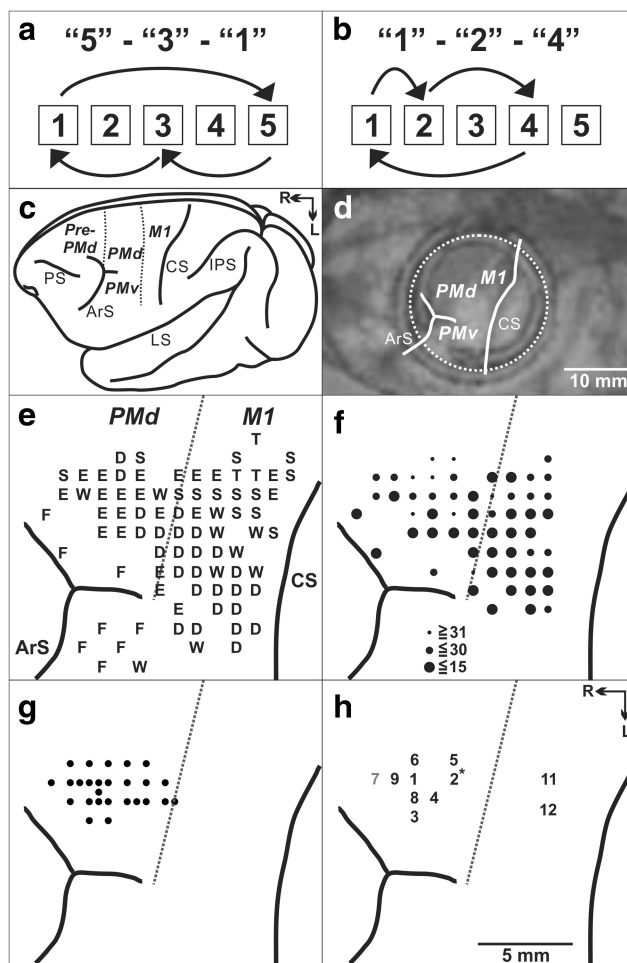 a
“5” - “3” - “1”
1 2 3 4 5
b
“1” - “2” - “4”
1 2 3 4 5
c
R
L
Pre-
PMd
PMd
M1
PS
PMv
CS
IPS
ArS
LS
d
PMd M1
PMv
ArS
CS
10 mm
e
PMd M1
T
D S S S
S E E E E E E E T T E S
E W E E E W S S S S S E
F E E D E D E W S S
E E D D D D W W S
F D D D D W
F E D D W D W D
CS
ArS
f
≧31
≦30
≦15
g
h
R
L
6 5
7 9 1 2* 11
8 4
3 12
5 mm